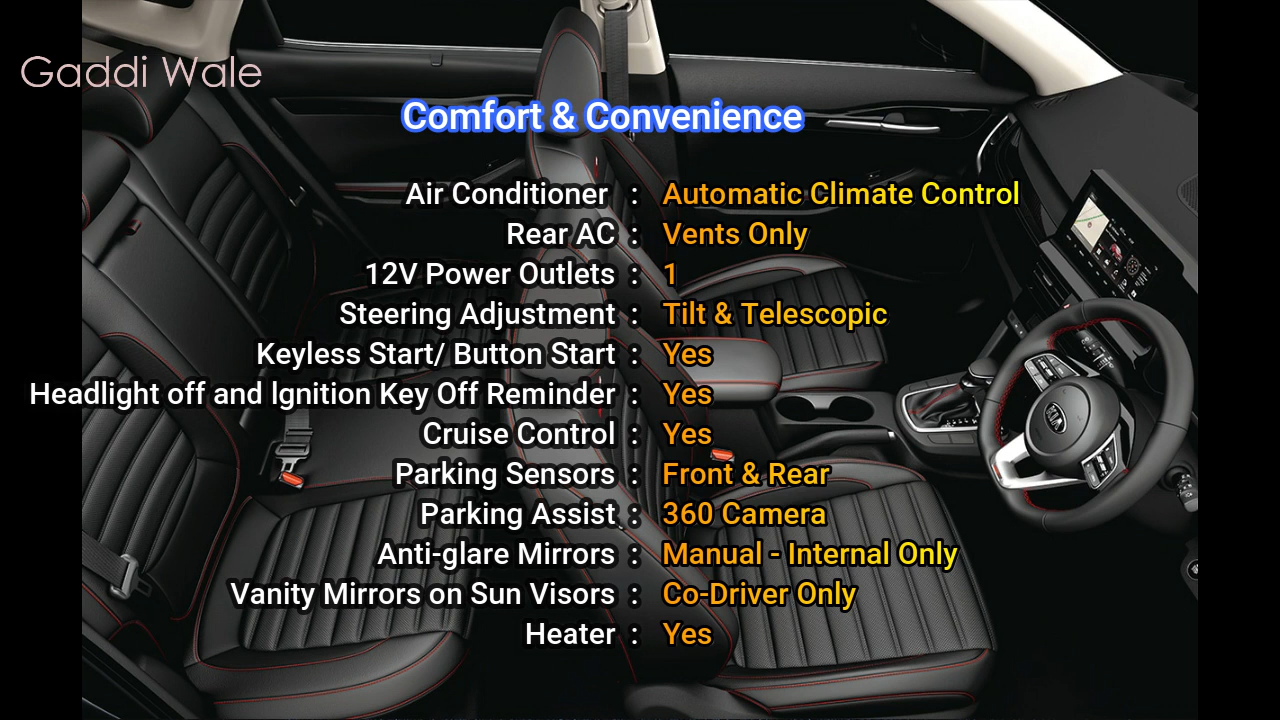 Gaddi Wale
Comfort & Convenience
Air Conditioner : Automatic Climate Control
Rear AC : Vents Only
12V Power Outlets : 1
Steering Adjustment : Tilt & Telescopic
Keyless Start/ Button Start : Yes
Headlight off and Ignition Key Off Reminder : Yes
Cruise Control : Yes
Parking Sensors : Front & Rear
Parking Assist : 360 Camera
Anti-glare Mirrors : Manual - Internal Only
Vanity Mirrors on Sun Visors : Co-Driver Only
Heater : Yes
KIA